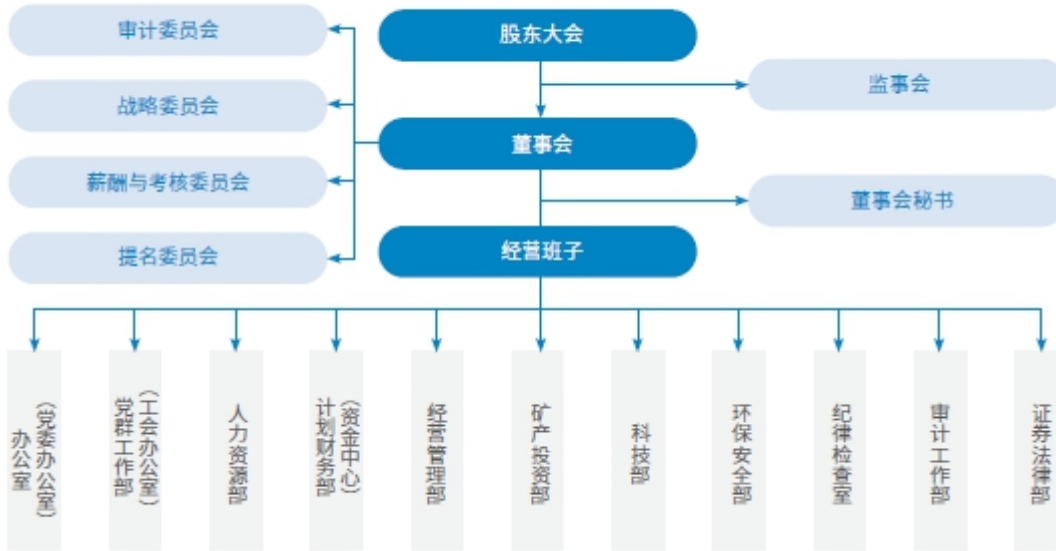 股东大会
监事会
董事会
审计委员会
战略委员会
薪酬与考核委员会
提名委员会
董事会秘书
经营班子
办公室
（党委办公室）
党群工作部
（工会办公室）
人力资源部
计划财务部
（资金中心）
经营管理部
矿产投资部
科技部
环保安全部
纪律检查室
审计工作部
证券法律部